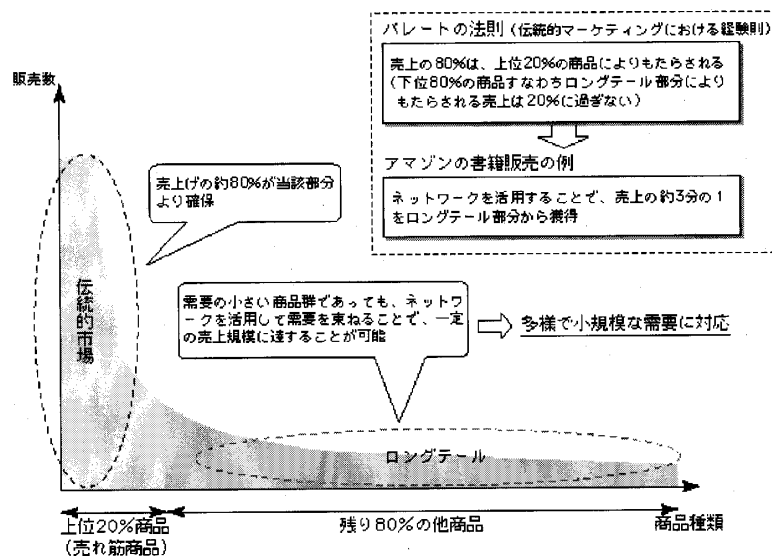 パレートの法則（伝統的マーケティングにおける経験則）
売上の80%は、上位20%の商品によりもたらされる
（下位80%の商品すなわちロングテール部分により
もたらされる売上は20%に過ぎない）
アマゾンの書籍販売の例
ネットワークを活用することで、売上の約3分の1
をロングテール部分から獲得
販売数
売上げの約80%が当該部分
より確保
伝統的市場
需要の小さい商品群であっても、ネットワ
ークを活用して需要を束ねることで、一定
の売上規模に達することが可能
多様で小規模な需要に対応
ロングテール
上位20%商品
（売れ筋商品）
残り80%の他商品
商品種類